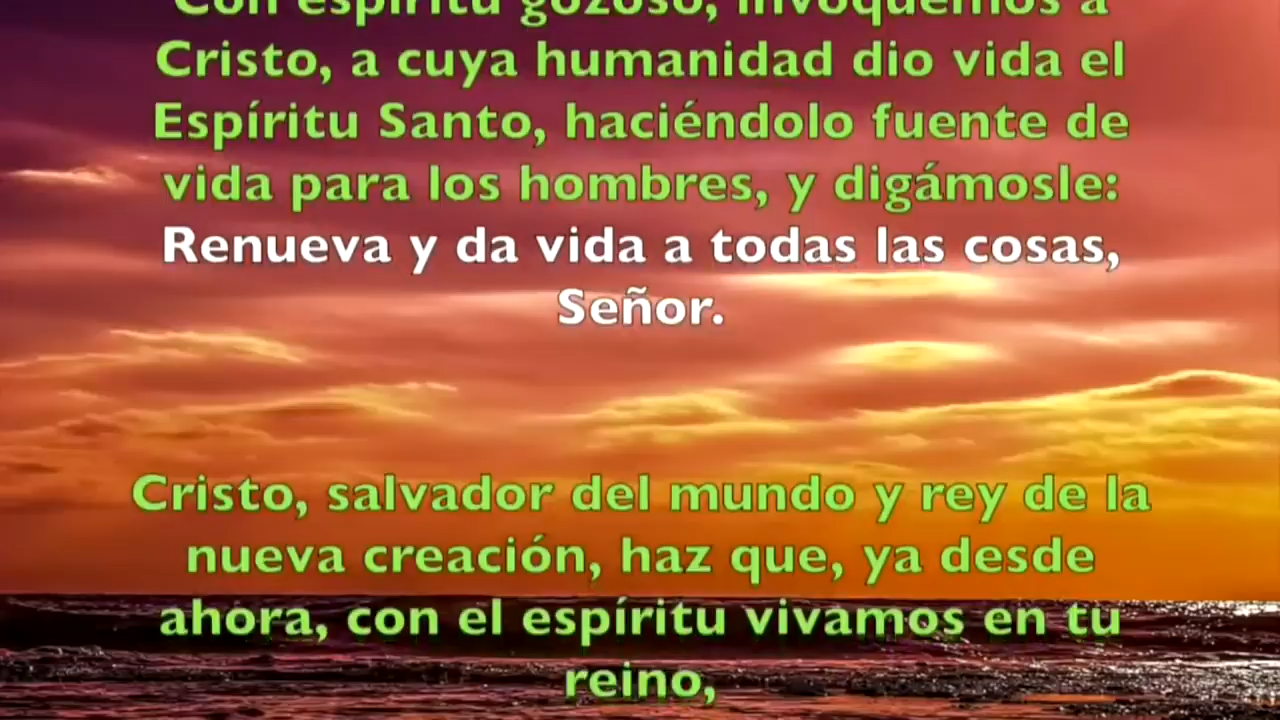 Con espíritu gozoso, invoquemos a
Cristo, a cuya humanidad dio vida el
Espíritu Santo, haciéndolo fuente de
vida para los hombres, y digámosle:
Renueva y da vida a todas las cosas,
Señor.
Cristo, salvador del mundo y rey de la
nueva creación, haz que, ya desde
ahora, con el espíritu vivamos en tu
reino,